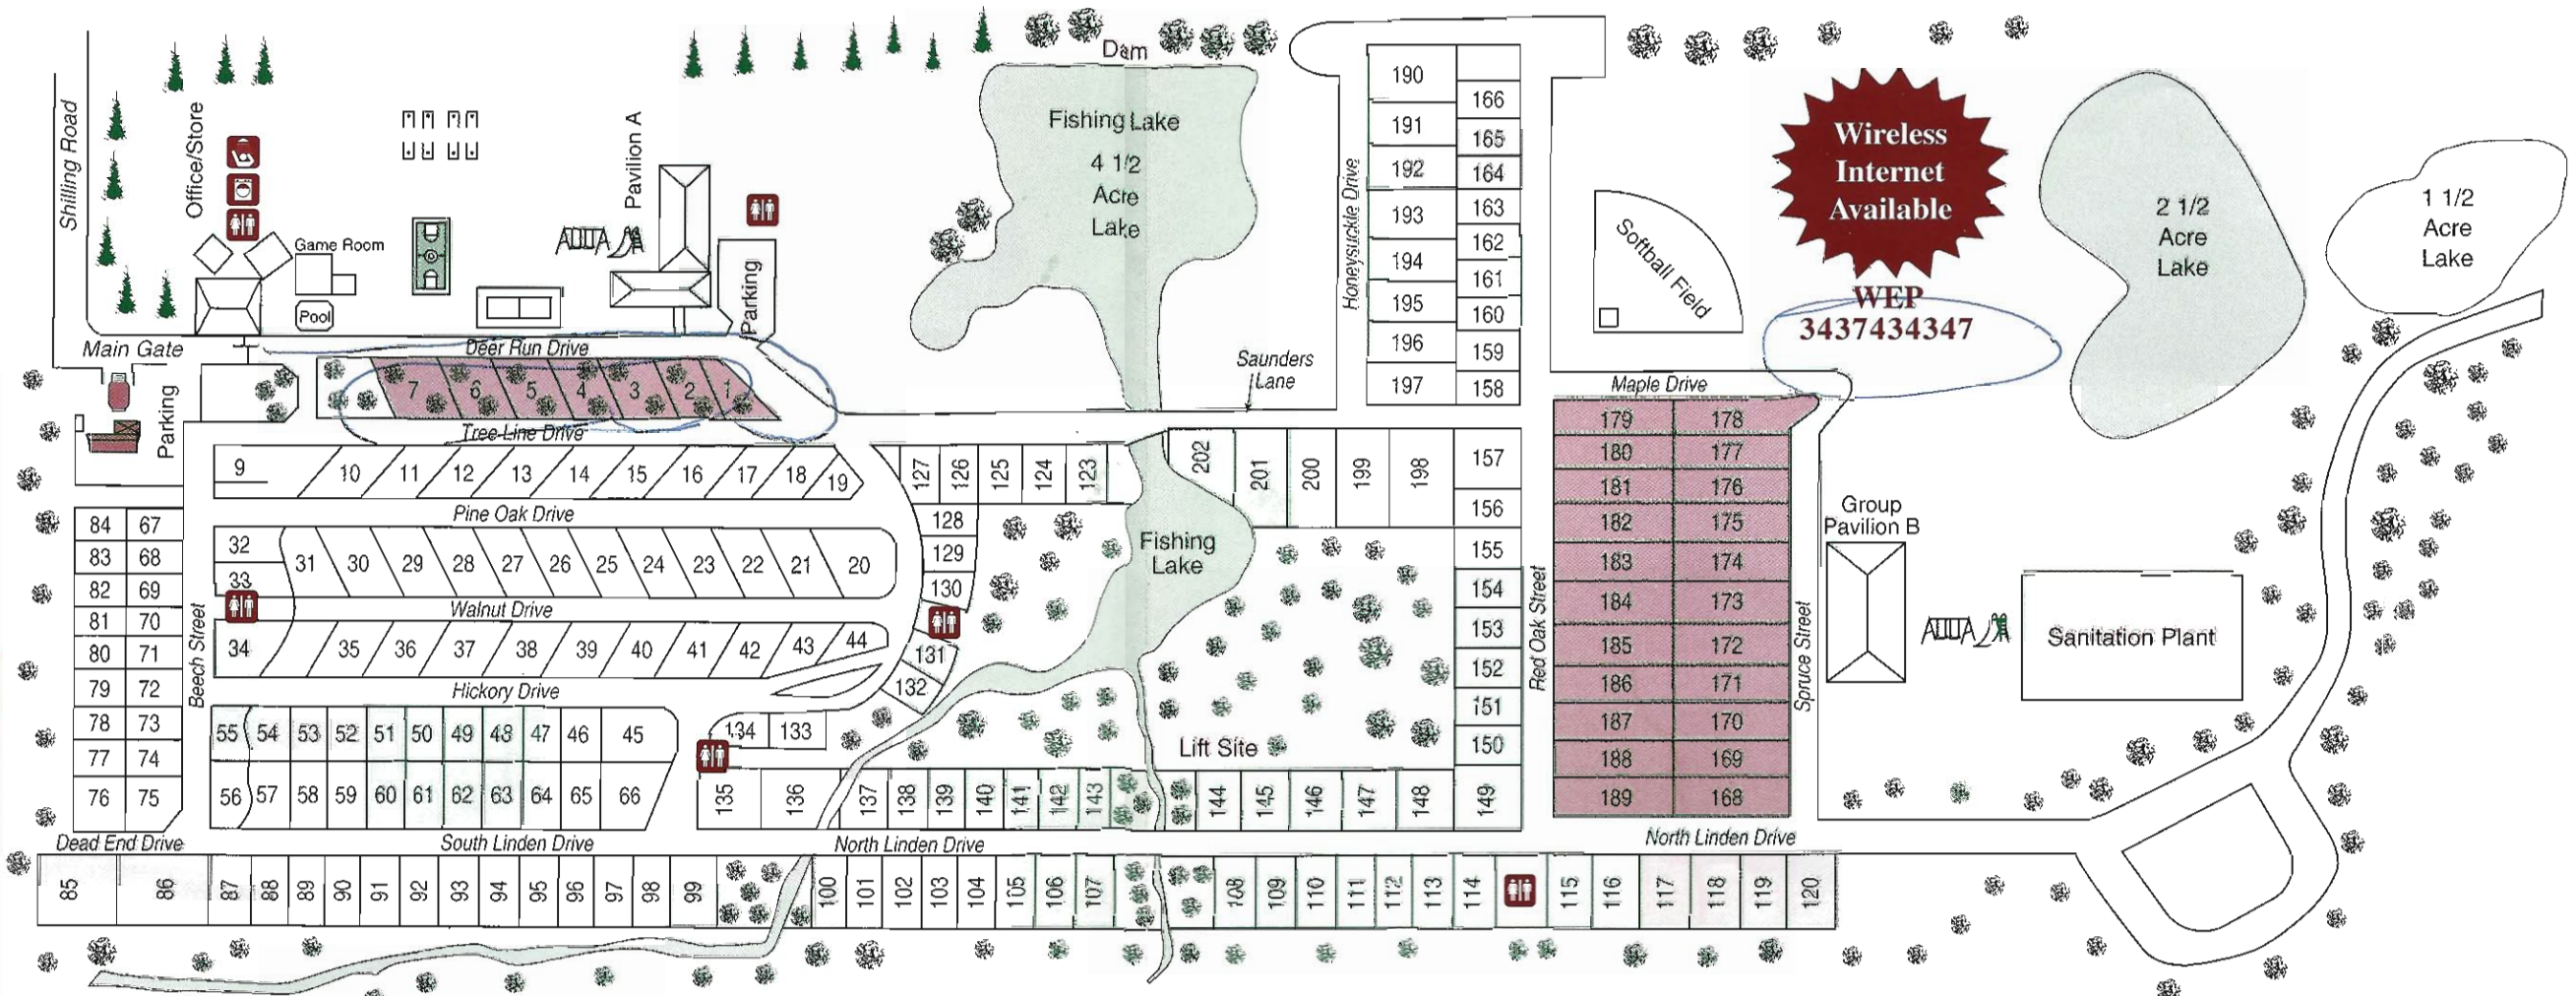 Dam
Shilling Road
Office/Store
Pavilion A
Fishing Lake
4 1/2
Acre
Lake
Game Room
Pool
Parking
Main Gate
Parking
Deer Run Drive
7 6 5 4 3 2 1
Tree-Line Drive
9 10 11 12 13 14 15 16 17 18 19
Pine Oak Drive
32
33
31 30 29 28 27 26 25 24 23 22 21 20
Walnut Drive
34 35 36 37 38 39 40 41 42 43 44
Hickory Drive
55 54 53 52 51 50 49 48 47 46 45
56 57 58 59 60 61 62 63 64 65 66
South Linden Drive
Beech Street
84 67
83 68
82 69
81 70
80 71
79 72
78 73
77 74
76 75
Dead End Drive
85 86 87 88 89 90 91 92 93 94 95 96 97 98 99
127 126 125 124 123
128
129
130
131
132
134 133
135 136 137 138 139 140 141 142 143
144 145 146 147 148 149
North Linden Drive
100 101 102 103 104 105 106 107
108 109 110 111 112 113 114 115 116 117 118 119 120
Fishing
Lake
Lift Site
Saunders
Lane
202 201 200 199 198
157
156
155
154
153
152
151
150
Honeysuckle Drive
190
191
192
193
194
195
196
197
166
165
164
163
162
161
160
159
158
Softball Field
Wireless
Internet
Available
WEP
3437434347
2 1/2
Acre
Lake
1 1/2
Acre
Lake
Maple Drive
Red Oak Street
179 178
180 177
181 176
182 175
183 174
184 173
185 172
186 171
187 170
188 169
189 168
Spruce Street
North Linden Drive
Group
Pavilion B
Sanitation Plant